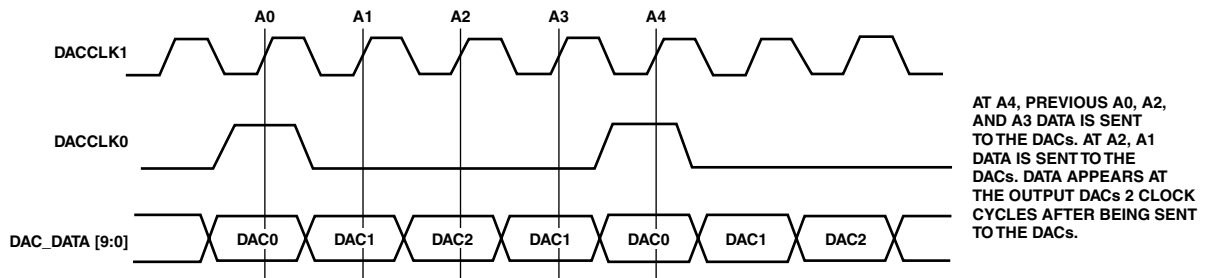 A0 A1 A2 A3 A4
DACCLK1
DACCLK0
DAC_DATA [9:0] DAC0 DAC1 DAC2 DAC1 DAC0 DAC1 DAC2
AT A4, PREVIOUS A0, A2,
AND A3 DATA IS SENT
TO THE DACs. AT A2, A1
DATA IS SENT TO THE
DACs. DATA APPEARS AT
THE OUTPUT DACs 2 CLOCK
CYCLES AFTER BEING SENT
TO THE DACs.